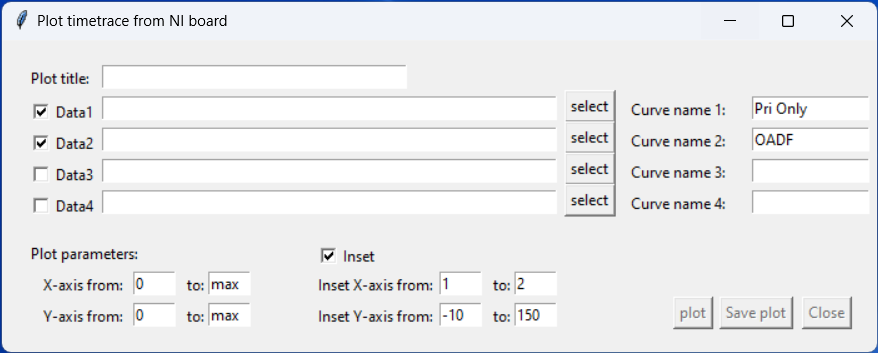 Plot timetrace from NI board
Plot title:
Data1 select Curve name 1: Pri Only
Data2 select Curve name 2: OADF
Data3 select Curve name 3:
Data4 select Curve name 4:
Plot parameters: Inset
X-axis from: 0 to: max Inset X-axis from: 1 to: 2
Y-axis from: 0 to: max Inset Y-axis from: -10 to: 150 plot Save plot Close